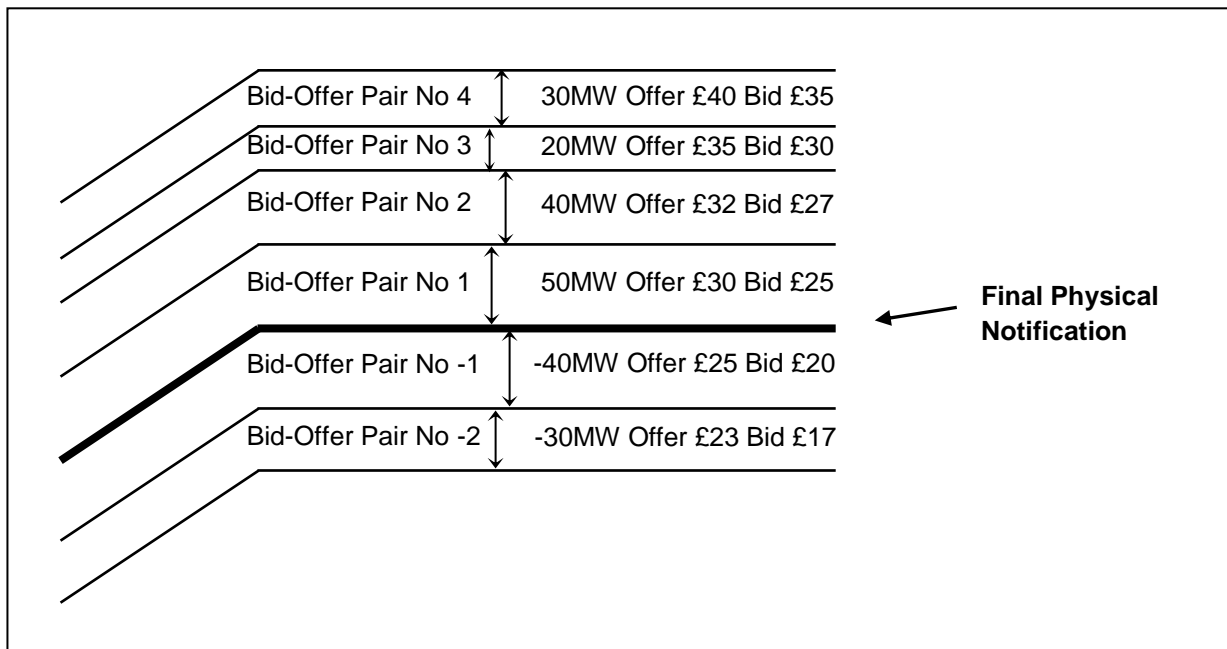 Bid-Offer Pair No 4 30MW Offer £40 Bid £35
Bid-Offer Pair No 3 20MW Offer £35 Bid £30
Bid-Offer Pair No 2 40MW Offer £32 Bid £27
Bid-Offer Pair No 1 50MW Offer £30 Bid £25
Final Physical
Notification
Bid-Offer Pair No -1 -40MW Offer £25 Bid £20
Bid-Offer Pair No -2 -30MW Offer £23 Bid £17